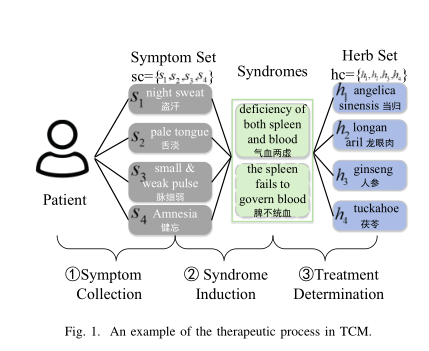 Symptom Set
sc={s1,s2,s3,s4}
Syndromes
Herb Set
hc={h1,h2,h3,h4}
Patient
s1 night sweat
盗汗
s2 pale tongue
舌淡
s3 small &
weak pulse
脉细弱
s4 Amnesia
健忘
deficiency of
both spleen
and blood
气血两虚
the spleen
fails to
govern blood
脾不统血
h1 angelica
sinensis 当归
h2 longan
aril 龙眼肉
h3 ginseng
人参
h4 tuckahoe
茯苓
①Symptom
Collection
② Syndrome
Induction
③Treatment
Determination
Fig. 1. An example of the therapeutic process in TCM.